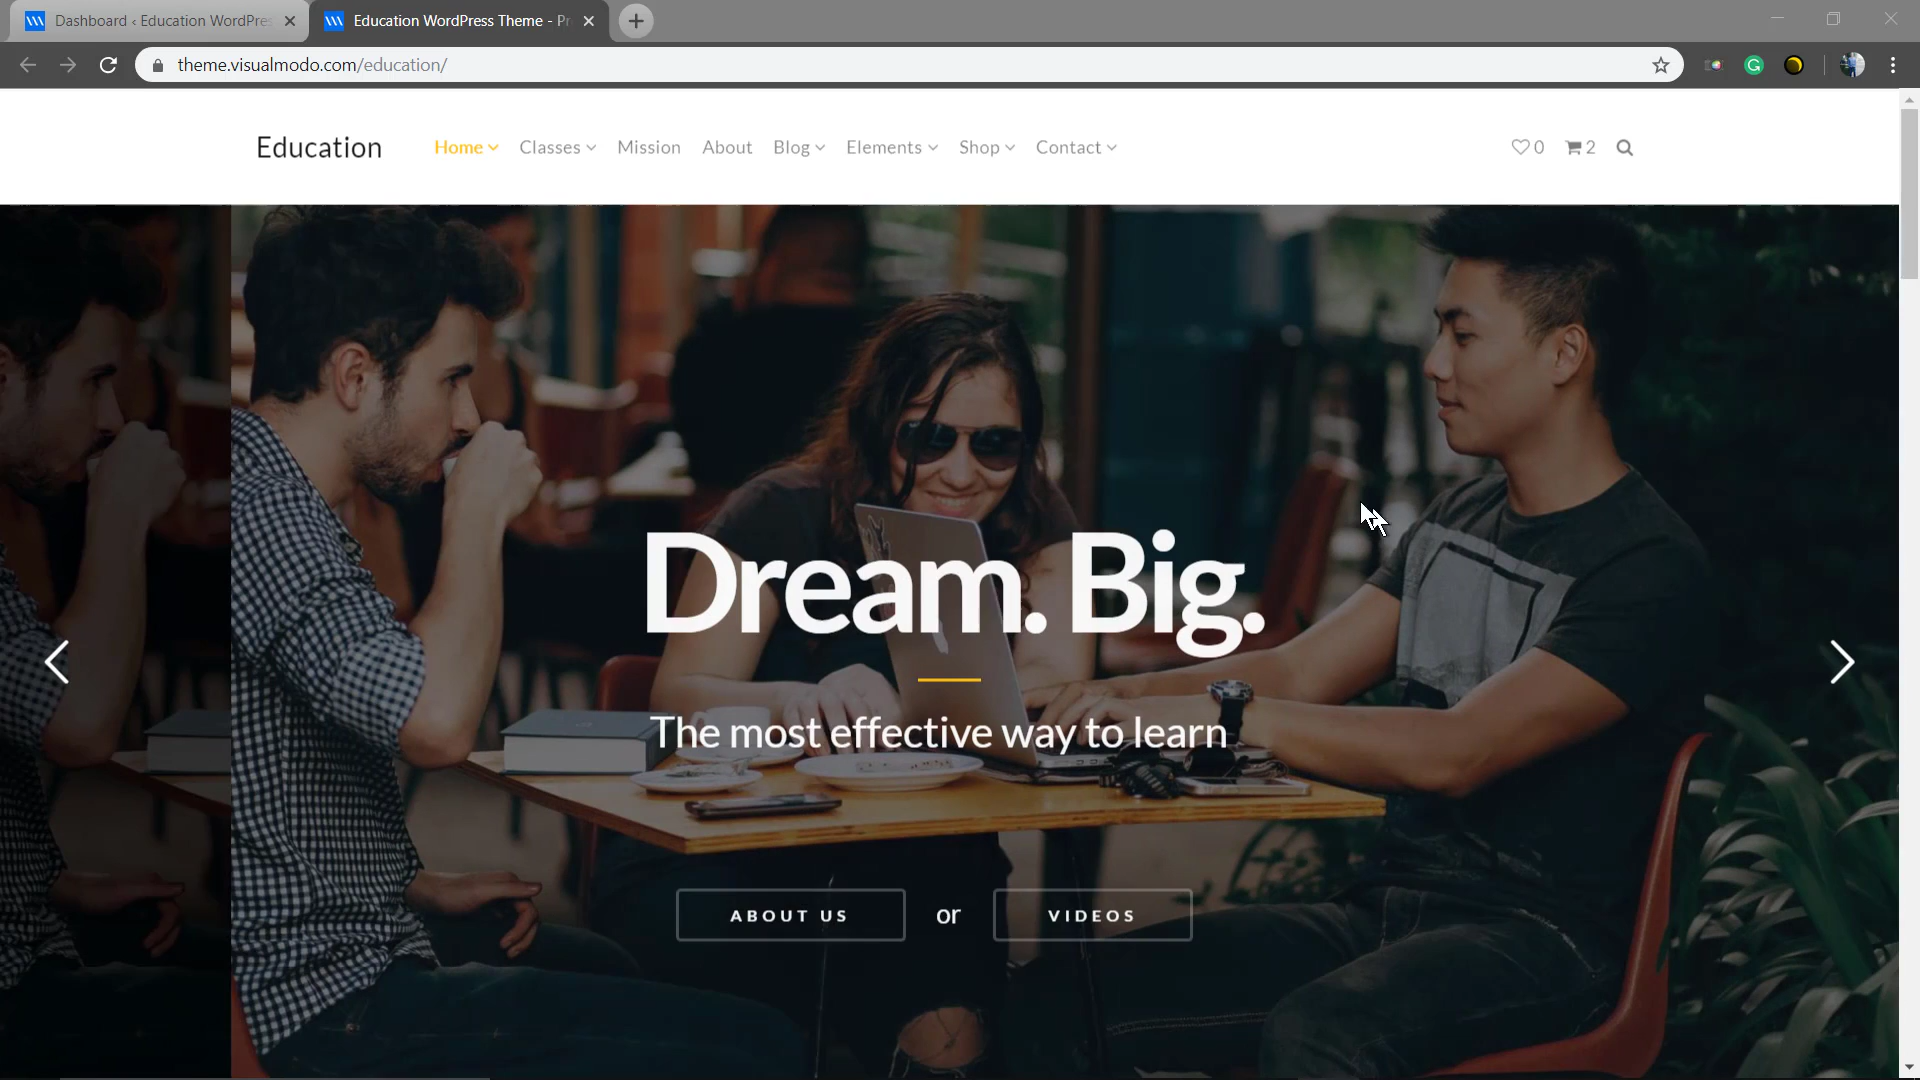 Dashboard ‹ Education WordPres
Education WordPress Theme - Pr
theme.visualmodo.com/education/
Education
Home Classes Mission About Blog Elements Shop Contact
0 2
Dream. Big.
The most effective way to learn
ABOUT US or VIDEOS